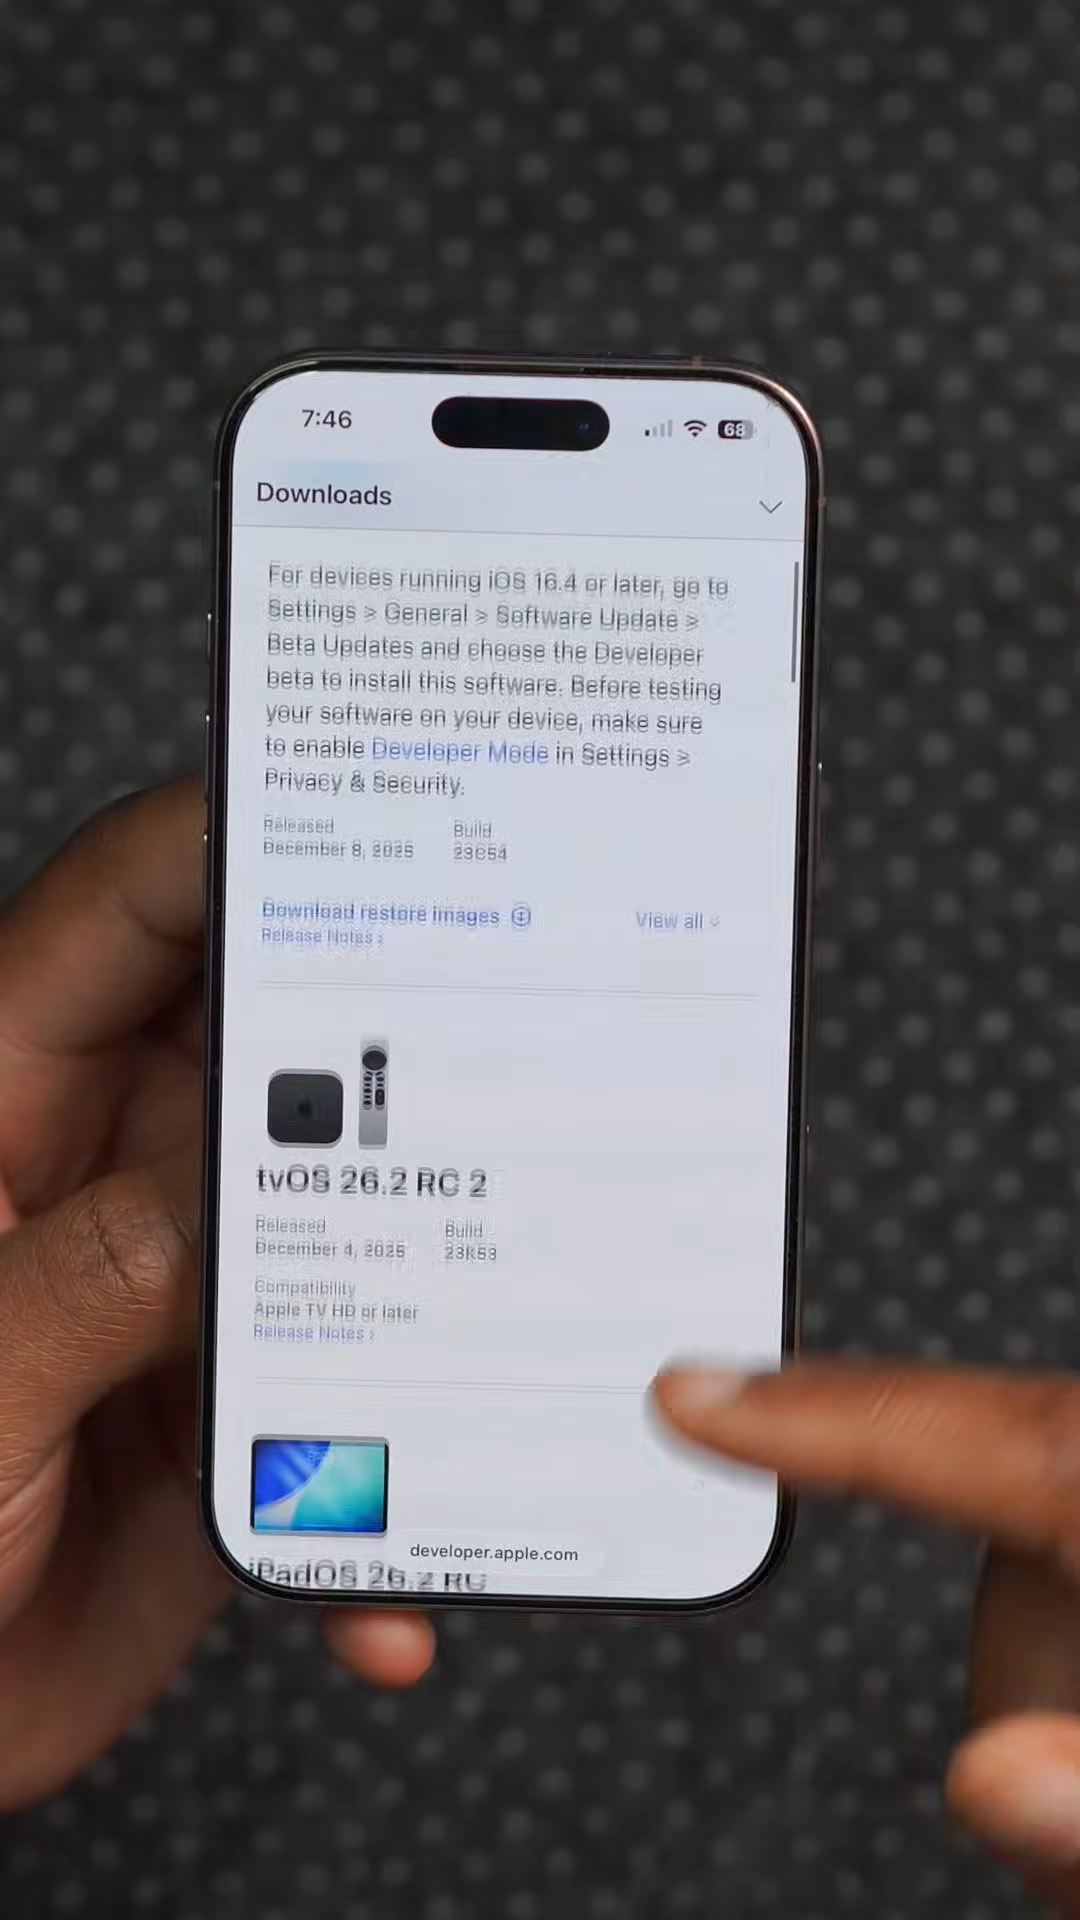 7:46
68
Downloads
For devices running iOS 16.4 or later, go to
Settings > General > Software Update >
Beta Updates and choose the Developer
beta to install this software. Before testing
your software on your device, make sure
to enable Developer Mode in Settings >
Privacy & Security.
Released Build
December 8, 2025 23C54
Download restore images View all
Release Notes >
tvOS 26.2 RC 2
Released Build
December 4, 2025 23K53
Compatibility
Apple TV HD or later
Release Notes >
developer.apple.com
iPadOS 26.2 RC